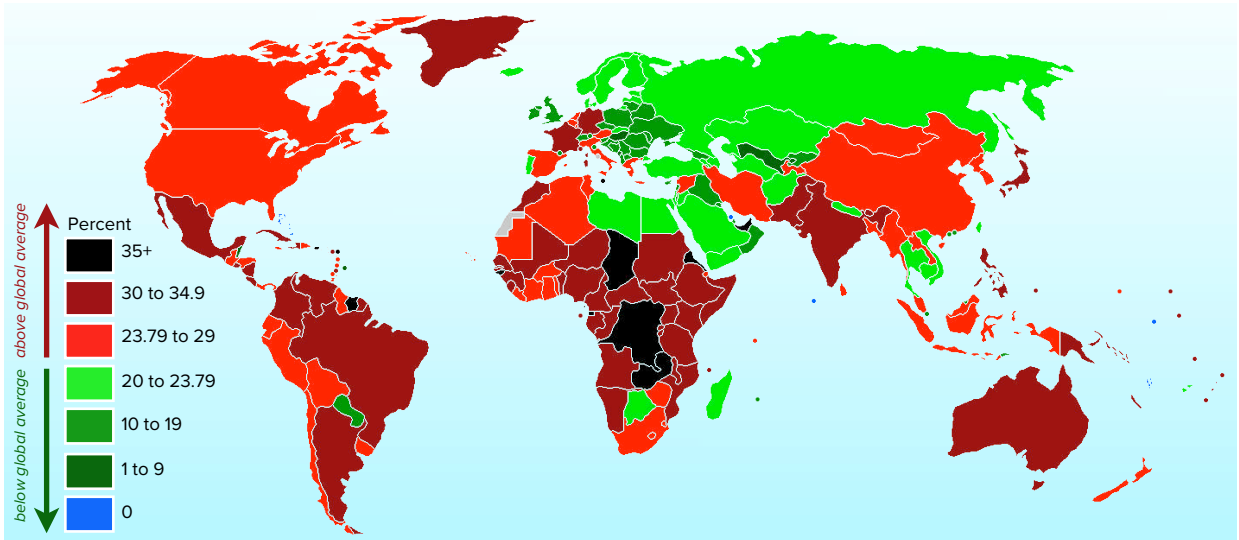 Percent
35+
30 to 34.9
23.79 to 29
20 to 23.79
10 to 19
1 to 9
0
above global average
below global average